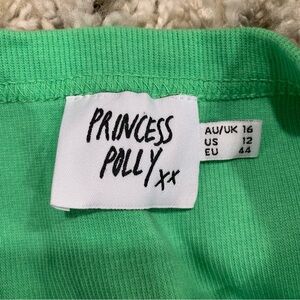 PRINCESS
POLLY xx
AU/UK 16
US 12
EU 44